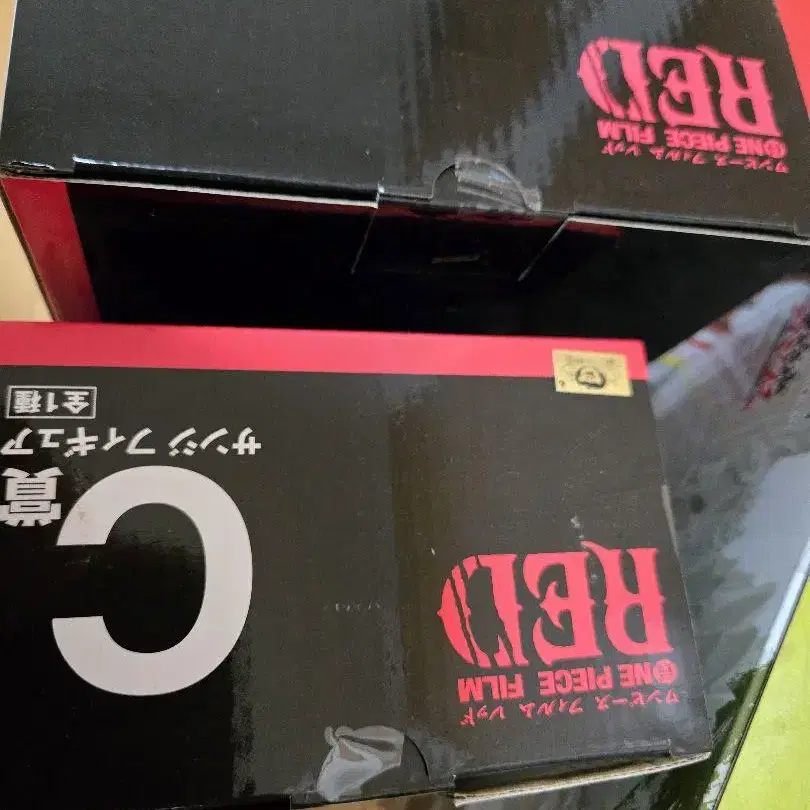 RED
ONE PIECE FILM
ワンピース フィルム レッド
全1種
サンジ フィギュア
C賞
RED
ONE PIECE FILM
ワンピース フィルム レッド